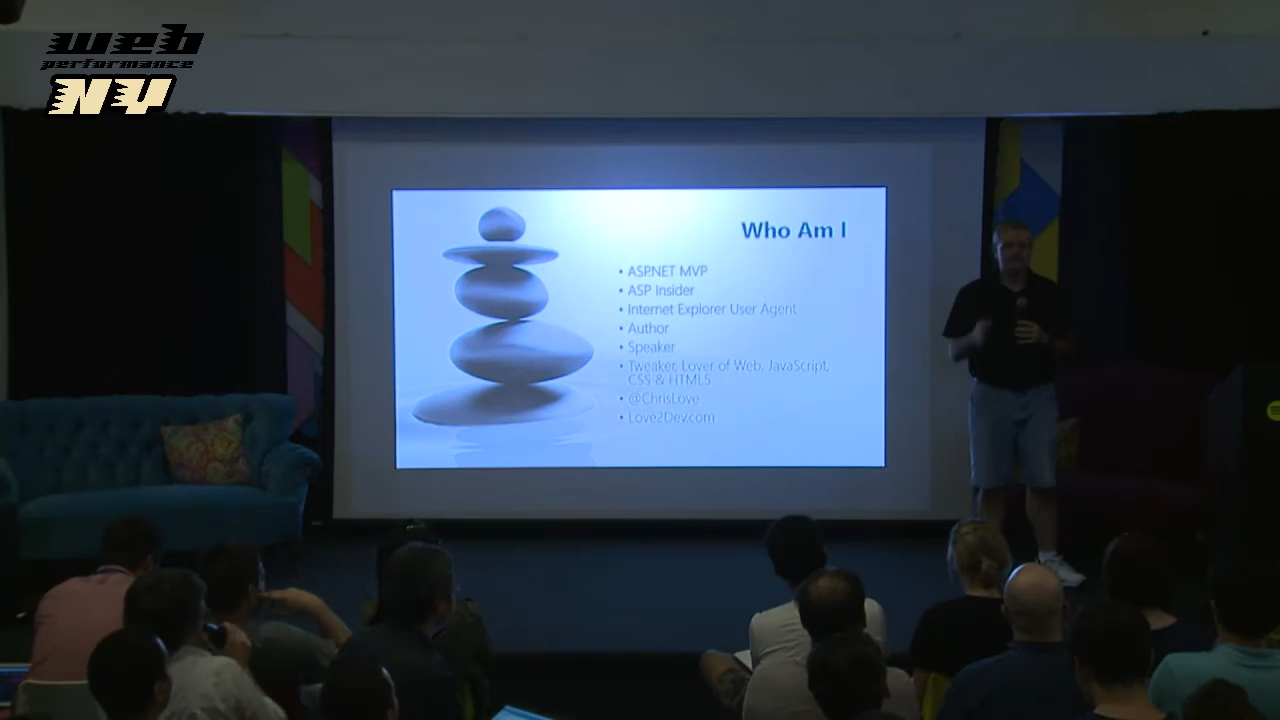 web
performance
NY
Who Am I
• ASP.NET MVP
• ASP Insider
• Internet Explorer User Agent
• Author
• Speaker
• Tweaker, Lover of Web, JavaScript,
CSS & HTML5
• @ChrisLove
• Love2Dev.com